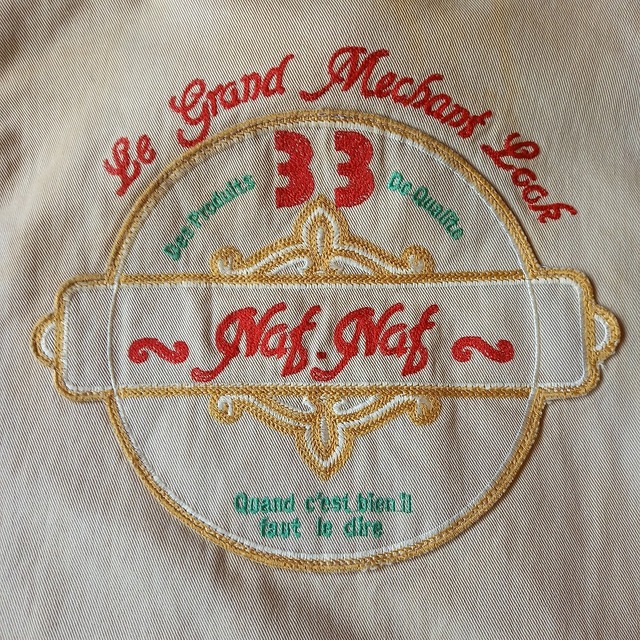 Le Grand Mechant Look
33
Des Produits De Qualite
~ Naf.Naf ~
Quand c'est bien il
faut le dire